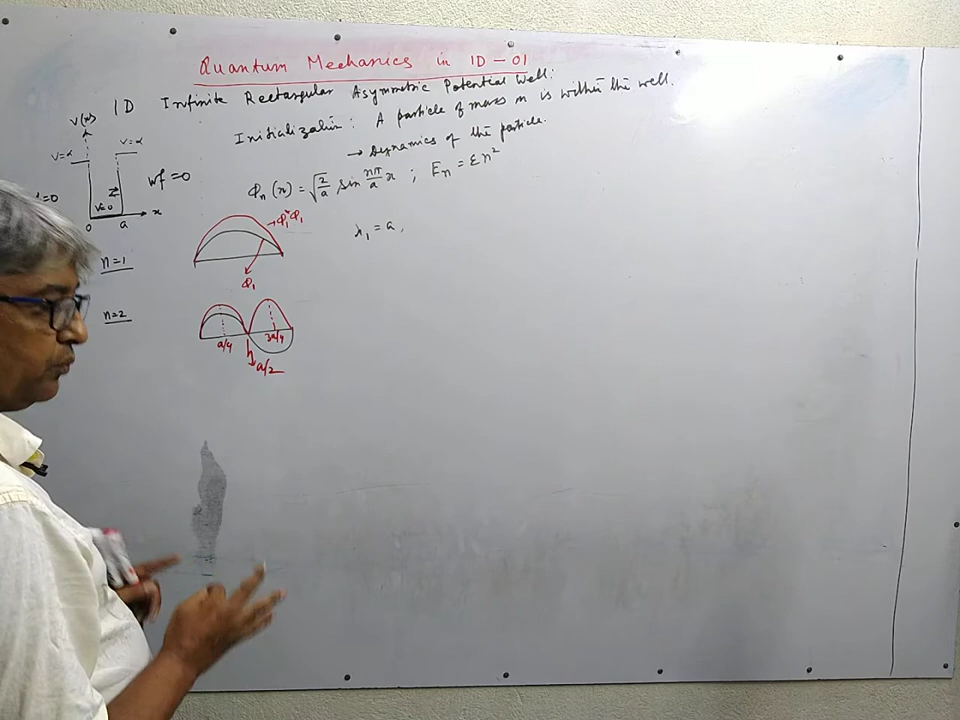 Quantum Mechanics in 1D - 01
1D Infinite Rectangular Asymmetric Potential Well:
Initialization: A particle of mass m is within the well.
→ Dynamics of the particle.
V(x)
V=α
V=α
wf=0
=0
V=0
0
a
x
Φn(x) = √(2/a) sin nπ/a x ; En = εn²
n=1
Φ1*Φ1
Φ1
λ1 = a,
n=2
a/4
3a/4
a/2